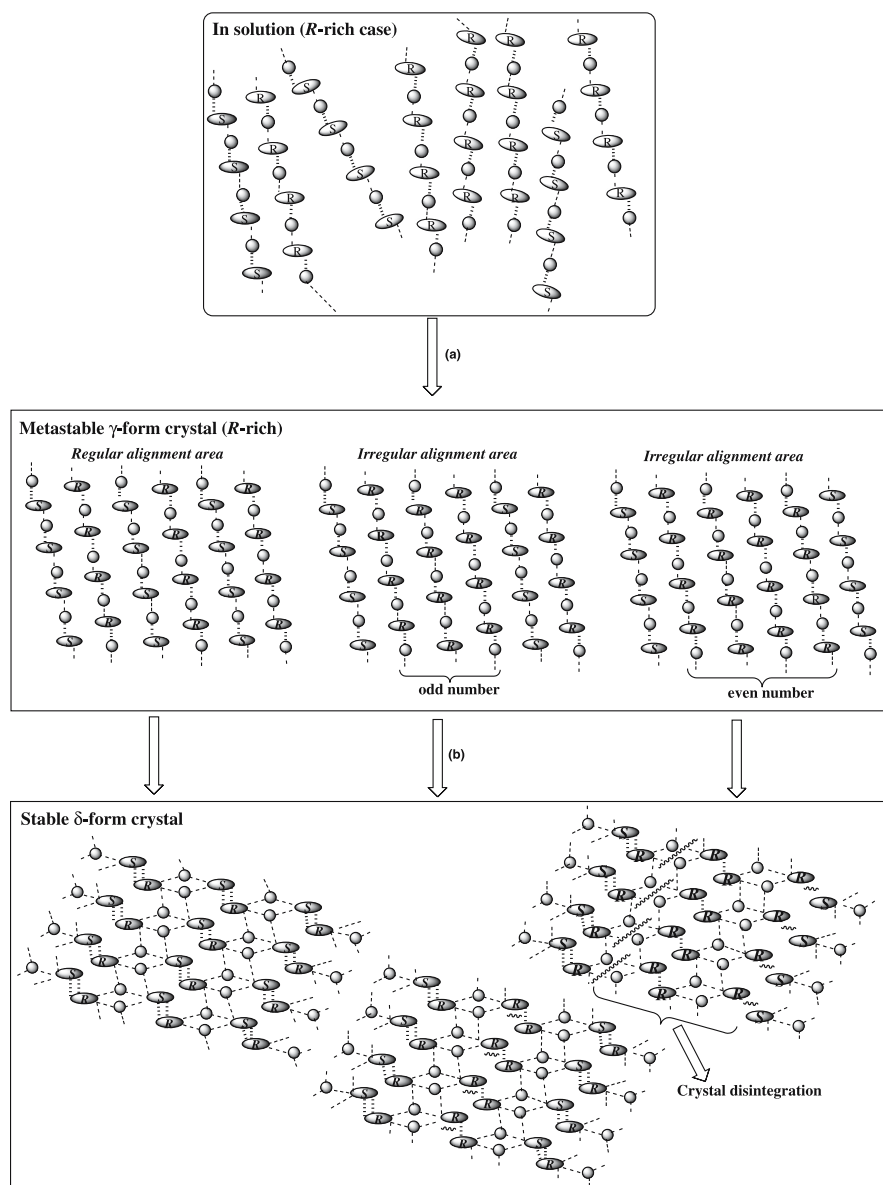 In solution (R-rich case)
R R R
R R
S R R R R
S S
S R R R R
S S S
R R R R
S S
R R R R
S S S
R R
S S
(a)
Metastable γ-form crystal (R-rich)
Regular alignment area Irregular alignment area Irregular alignment area
R R R R R R R S
S S S S S R R
R R R R R R R S
S S S S R S R R
R R R R R R R S
S S S S R S R R
R R R R R R R S
S S S S R S R R
odd number even number
(b)
Stable δ-form crystal
S R R
S R R
S R S R
S R S R
S R S R
S R S R
S R S R
S R S R
Crystal disintegration